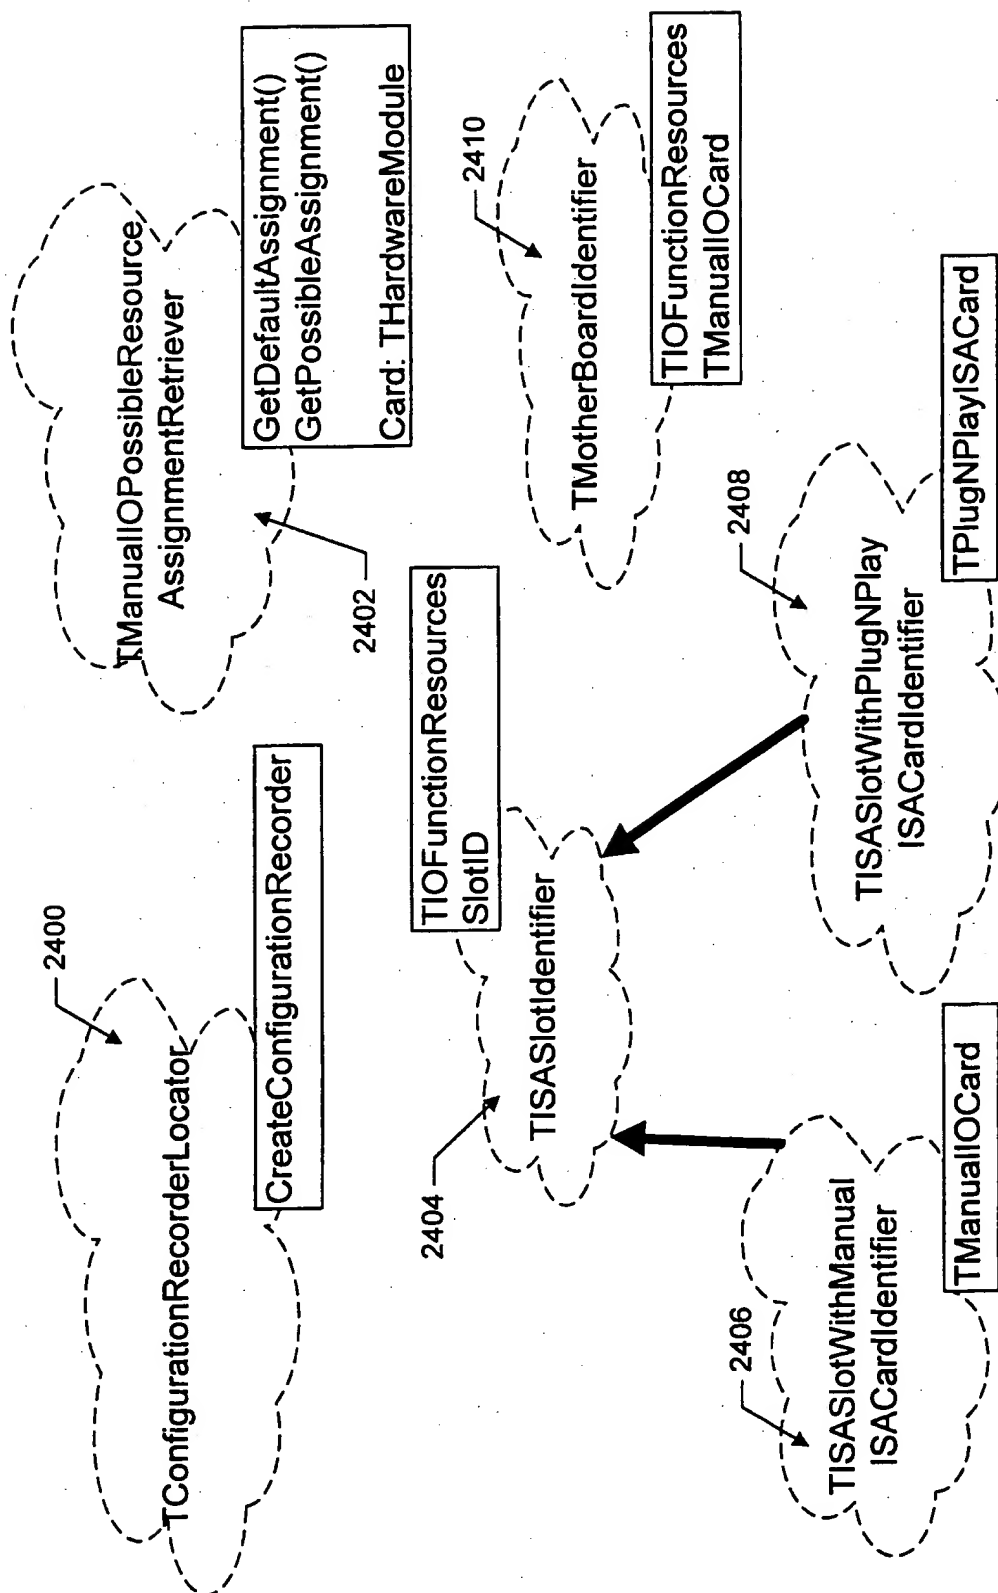 2400
TConfigurationRecorderLocator
CreateConfigurationRecorder
TManualIOPossibleResource
AssignmentRetriever
GetDefaultAssignment()
GetPossibleAssignment()
Card: THardwareModule
2402
2404
TISASlotIdentifier
TIOFunctionResources
SlotID
2410
TMotherBoardIdentifier
TIOFunctionResources
TManualIOCard
2406
TISASlotWithManual
ISACardIdentifier
TManualIOCard
2408
TISASlotWithPlugNPlay
ISACardIdentifier
TPlugNPlayISACard